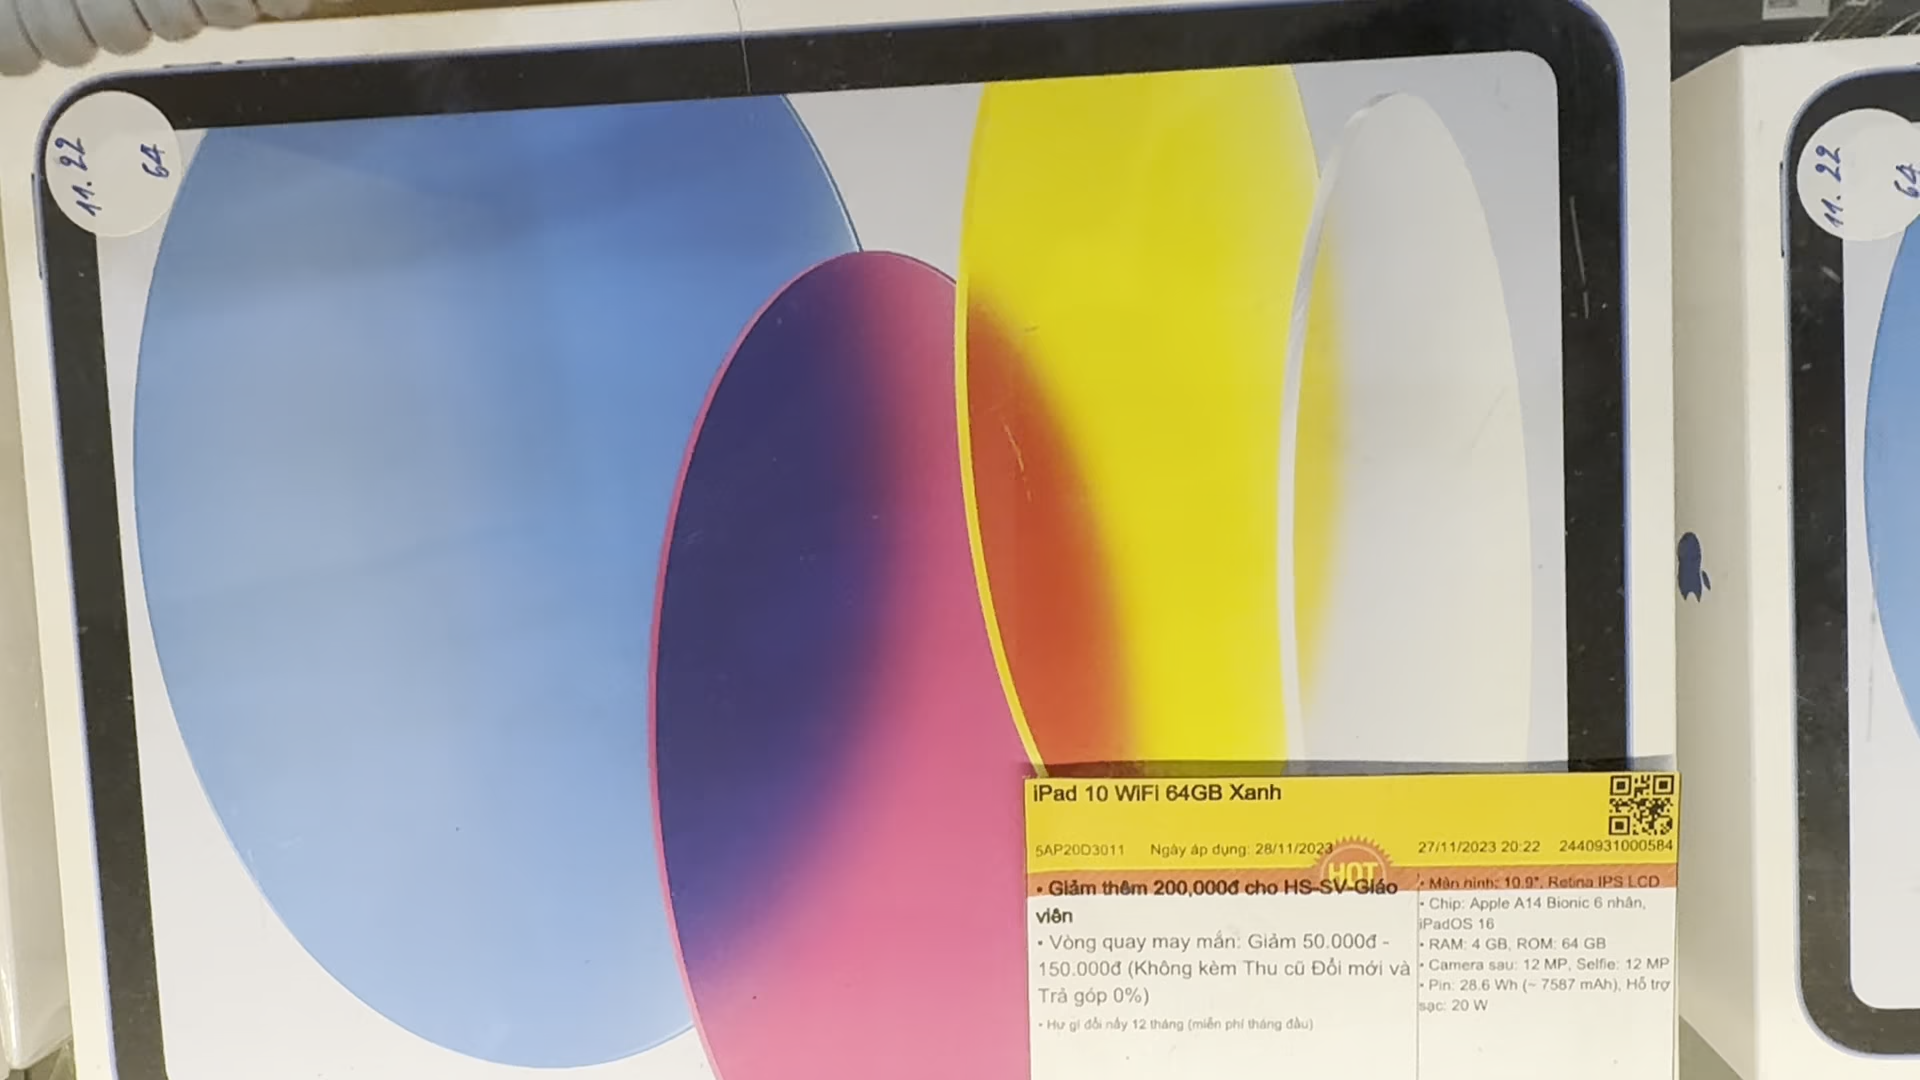 11.22
64
11.22
64
iPad 10 WiFi 64GB Xanh
5AP20D3011 Ngày áp dụng: 28/11/2023 27/11/2023 20:22 2440931000584
HOT
• Giảm thêm 200,000đ cho HS-SV-Giáo
viên
• Vòng quay may mắn: Giảm 50.000đ -
150.000đ (Không kèm Thu cũ Đổi mới và
Trả góp 0%)
• Hư gì đổi nấy 12 tháng (miễn phí tháng đầu)
• Màn hình: 10.9", Retina IPS LCD
• Chip: Apple A14 Bionic 6 nhân,
iPadOS 16
• RAM: 4 GB, ROM: 64 GB
• Camera sau: 12 MP, Selfie: 12 MP
• Pin: 28.6 Wh (~ 7587 mAh), Hỗ trợ
sạc: 20 W